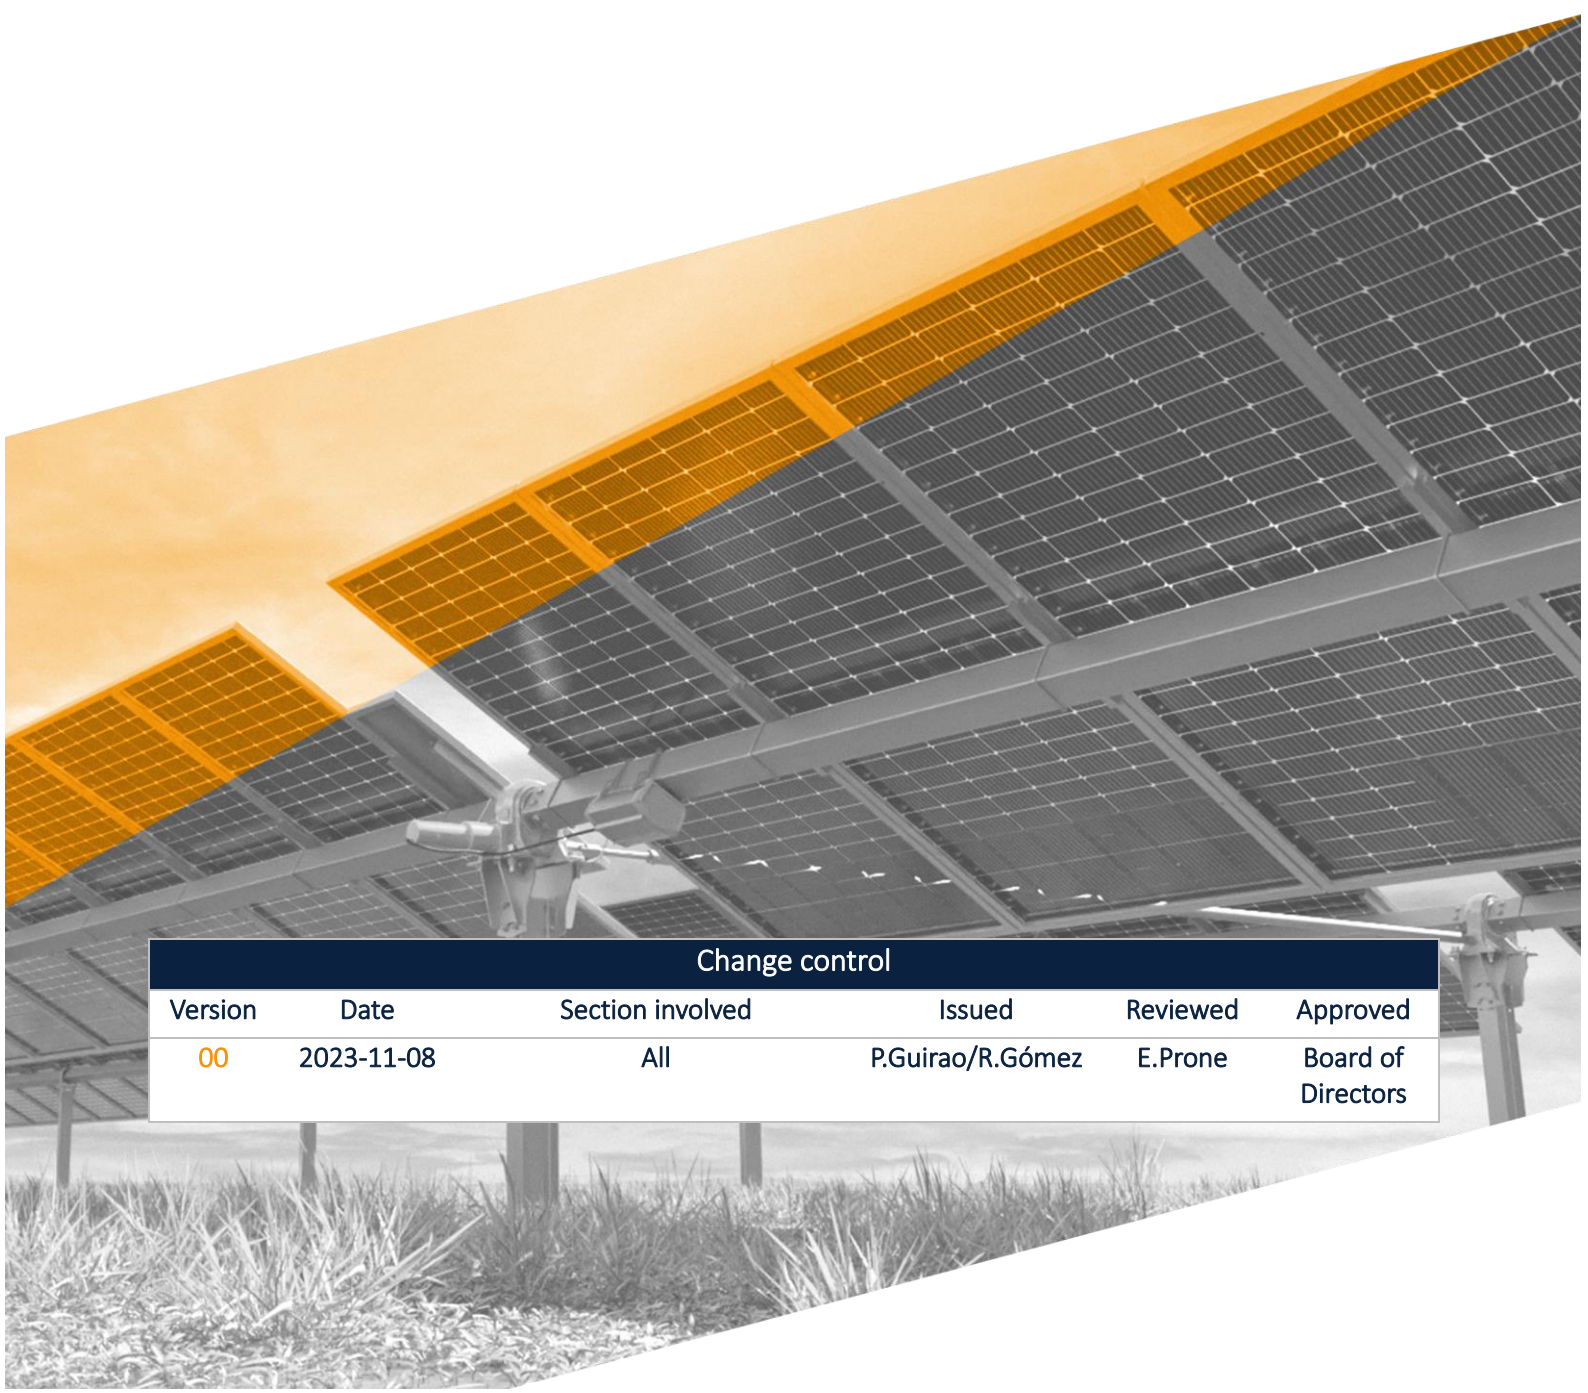 Change control
Version Date Section involved Issued Reviewed Approved
00 2023-11-08 All P.Guirao/R.Gómez E.Prone Board of
Directors